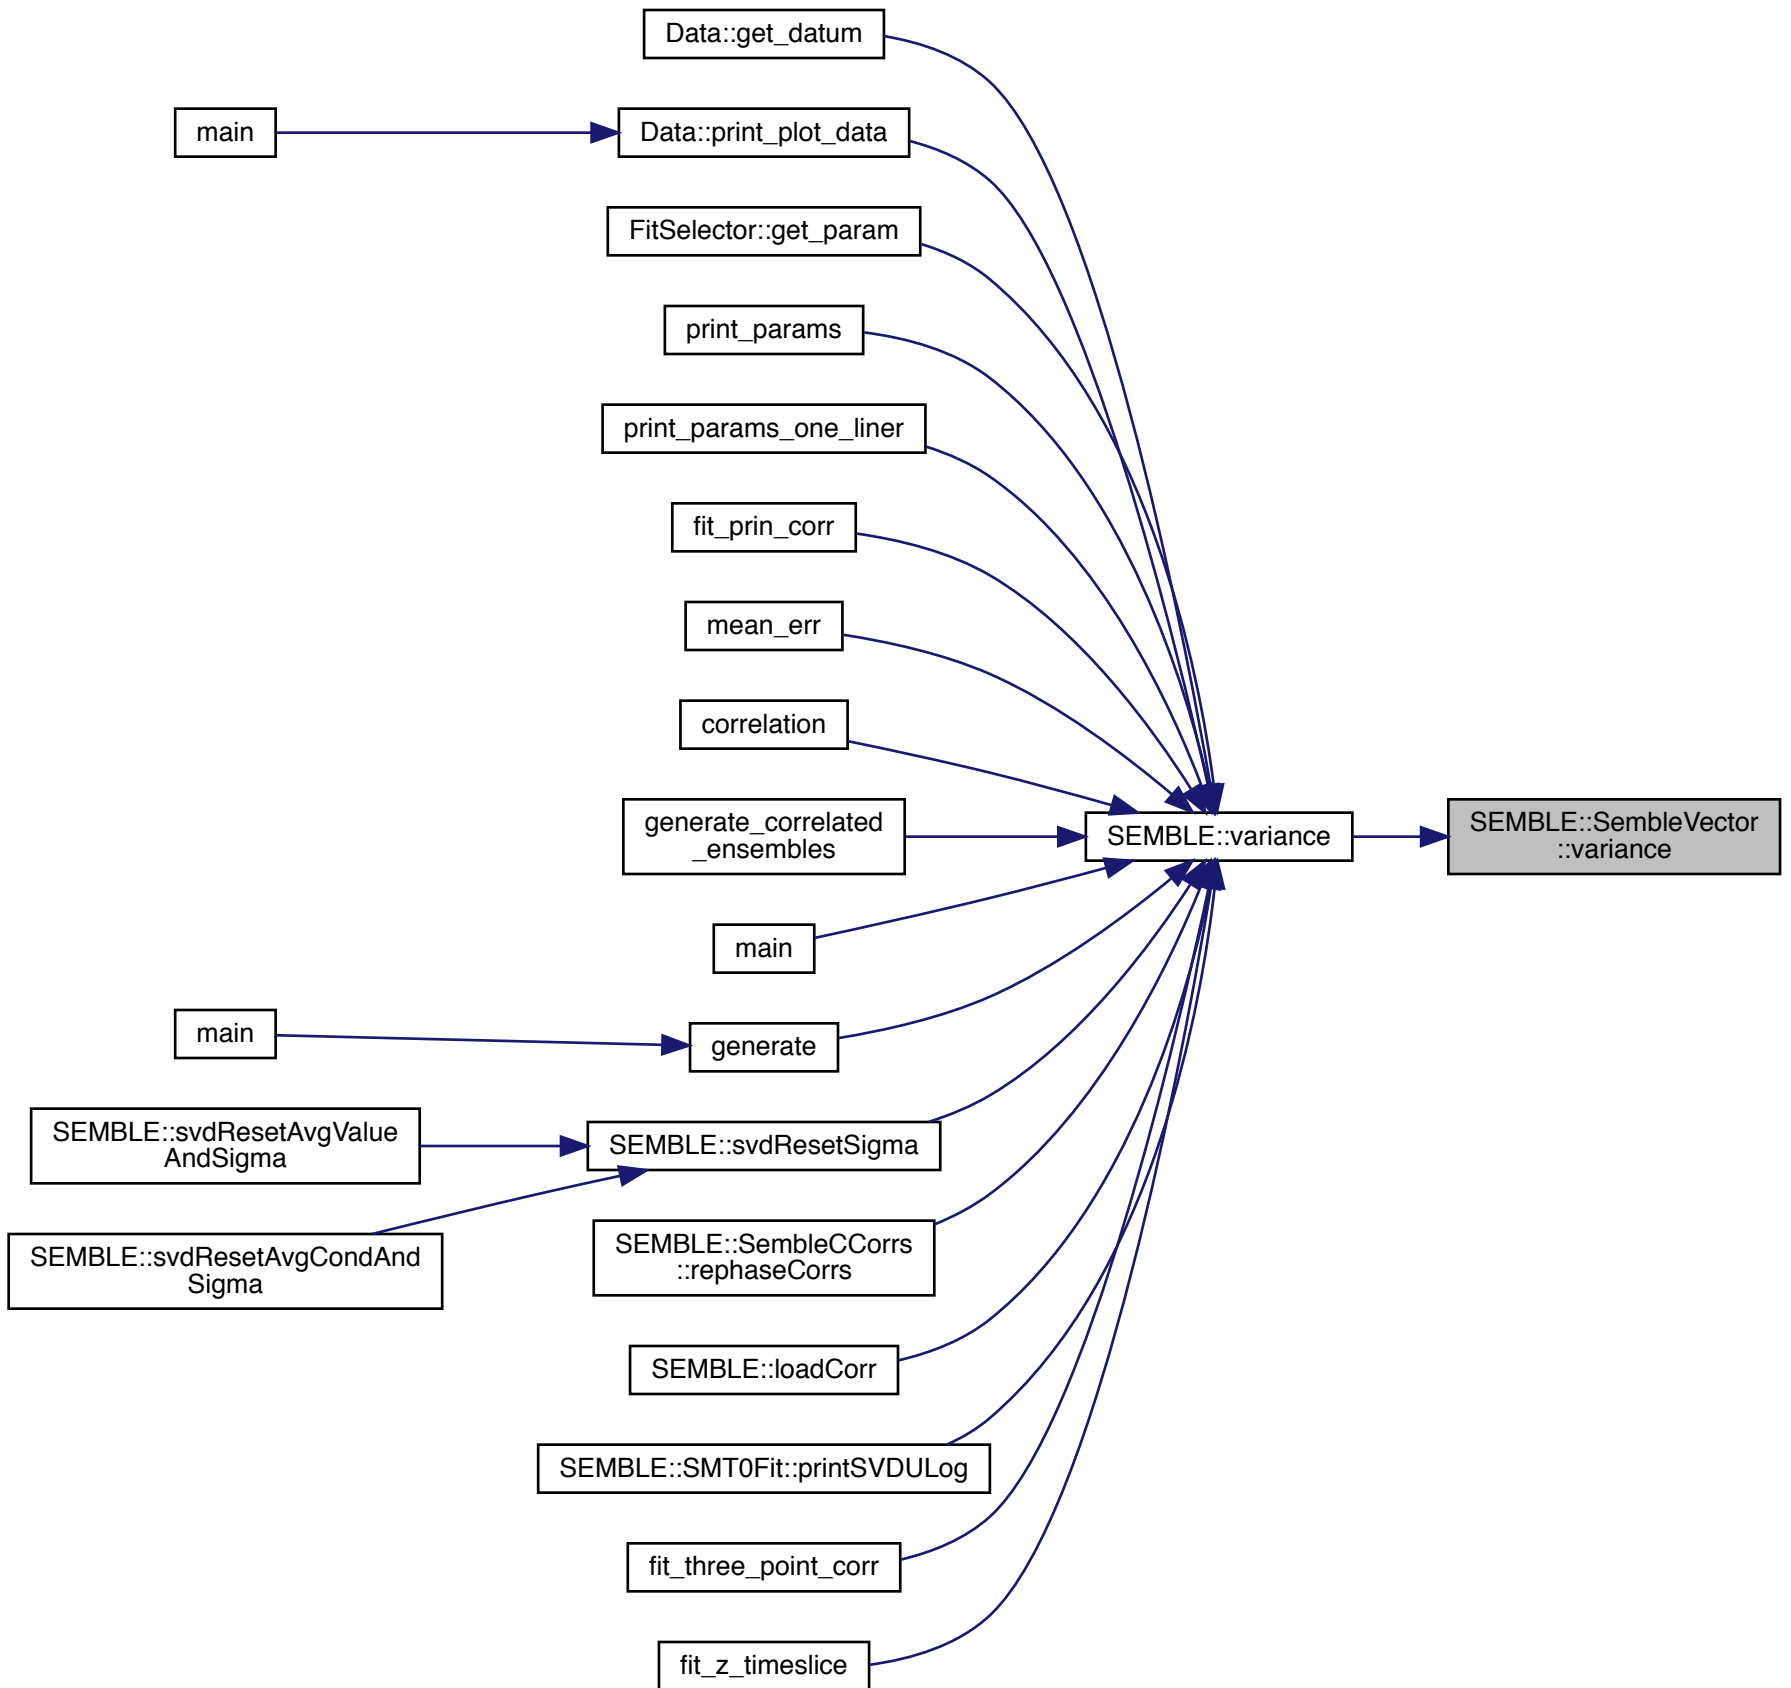 Data::get_datum
main
Data::print_plot_data
FitSelector::get_param
print_params
print_params_one_liner
fit_prin_corr
mean_err
correlation
generate_correlated
_ensembles
SEMBLE::variance
SEMBLE::SembleVector
::variance
main
main
generate
SEMBLE::svdResetAvgValue
AndSigma
SEMBLE::svdResetSigma
SEMBLE::svdResetAvgCondAnd
Sigma
SEMBLE::SembleCCorrs
::rephaseCorrs
SEMBLE::loadCorr
SEMBLE::SMT0Fit::printSVDULog
fit_three_point_corr
fit_z_timeslice